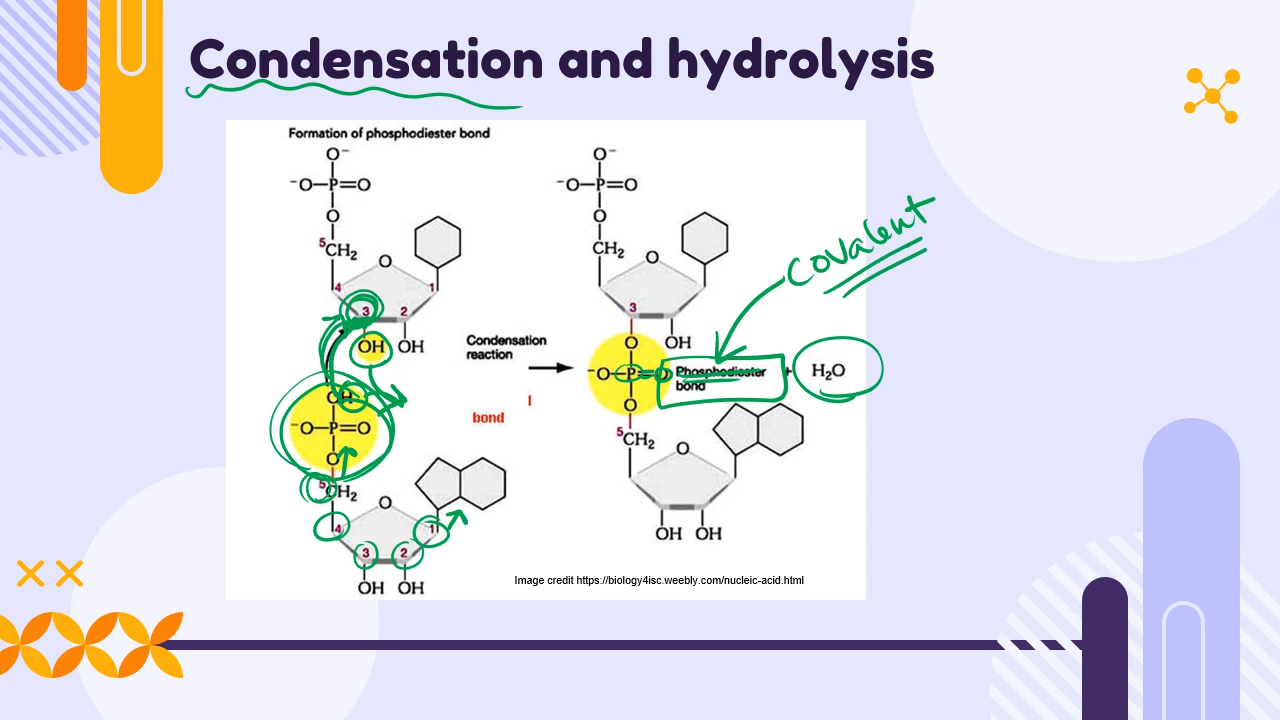 Condensation and hydrolysis
Formation of phosphodiester bond
O⁻
⁻O—P=O
O
5
CH₂
O
4
1
3
2
OH
OH
OH
⁻O—P=O
O
5
CH₂
O
4
1
3
2
OH
OH
Condensation
reaction
bond
O⁻
⁻O—P=O
O
CH₂
O
3
O
OH
⁻O—P=O
Phosphodiester
bond
+
H₂O
O
5
CH₂
O
OH
OH
covalent
Image credit https://biology4isc.weebly.com/nucleic-acid.html